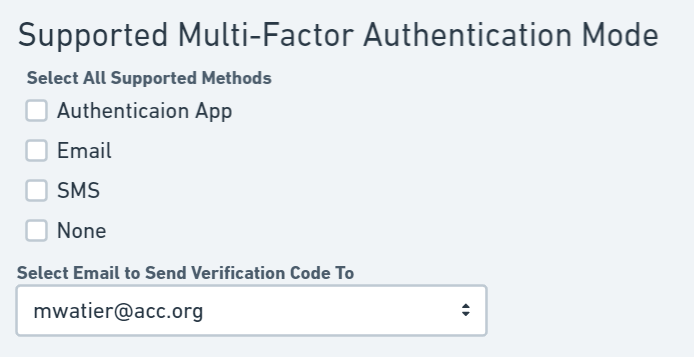 Supported Multi-Factor Authentication Mode
Select All Supported Methods
Authenticaion App
Email
SMS
None
Select Email to Send Verification Code To
mwatier@acc.org